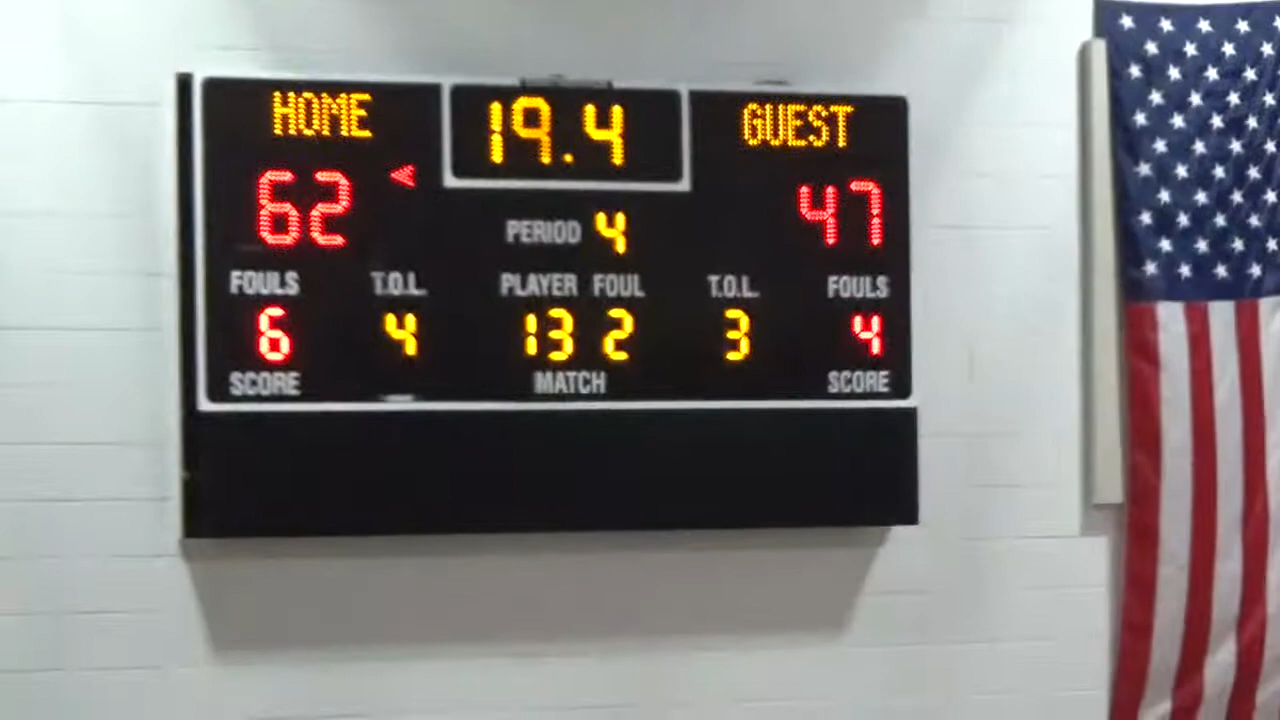 HOME 19.4 GUEST
62 47
PERIOD 4
FOULS T.O.L. PLAYER FOUL T.O.L. FOULS
6 4 13 2 3 4
SCORE MATCH SCORE